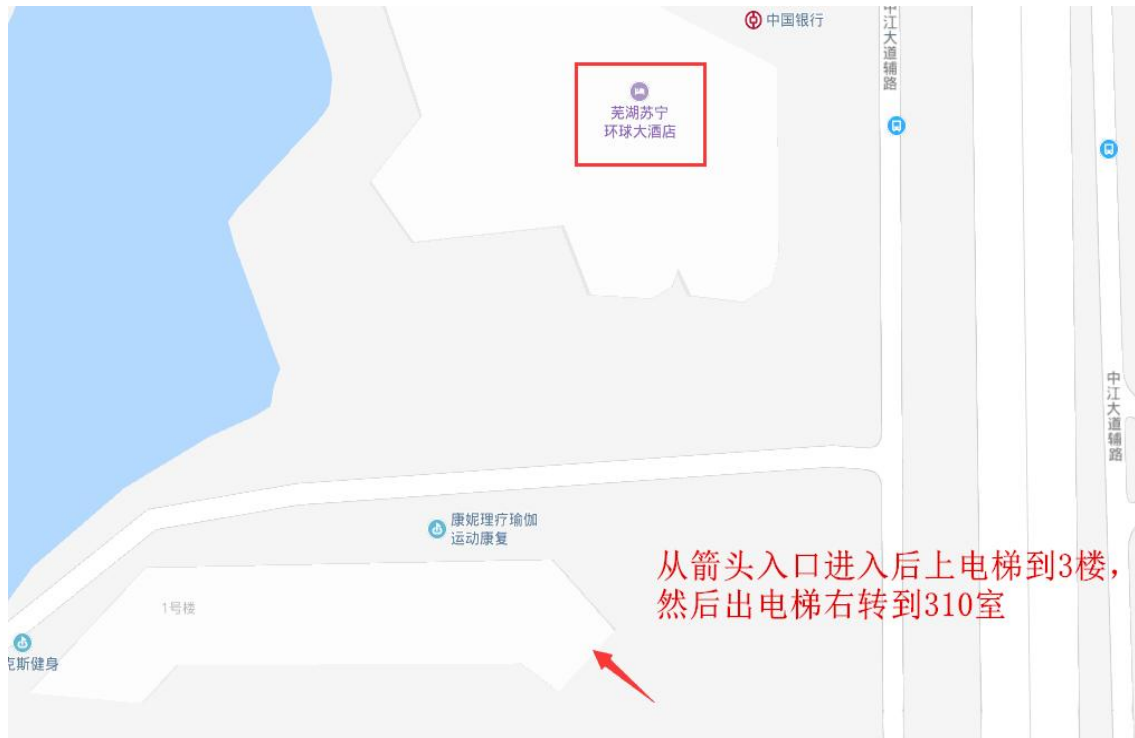 中国银行
中江大道辅路
芜湖苏宁
环球大酒店
中江大道辅路
康妮理疗瑜伽
运动康复
从箭头入口进入后上电梯到3楼，
然后出电梯右转到310室
1号楼
克斯健身